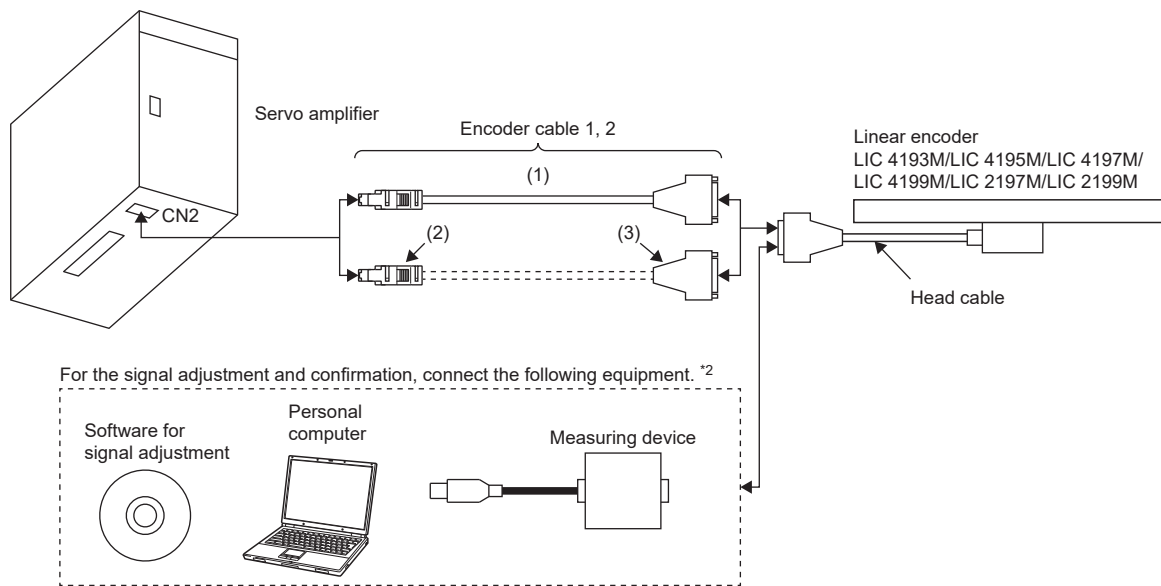 Servo amplifier
CN2
Encoder cable 1, 2
(1)
(2)
(3)
Linear encoder
LIC 4193M/LIC 4195M/LIC 4197M/
LIC 4199M/LIC 2197M/LIC 2199M
Head cable
For the signal adjustment and confirmation, connect the following equipment. *2
Software for
signal adjustment
Personal
computer
Measuring device